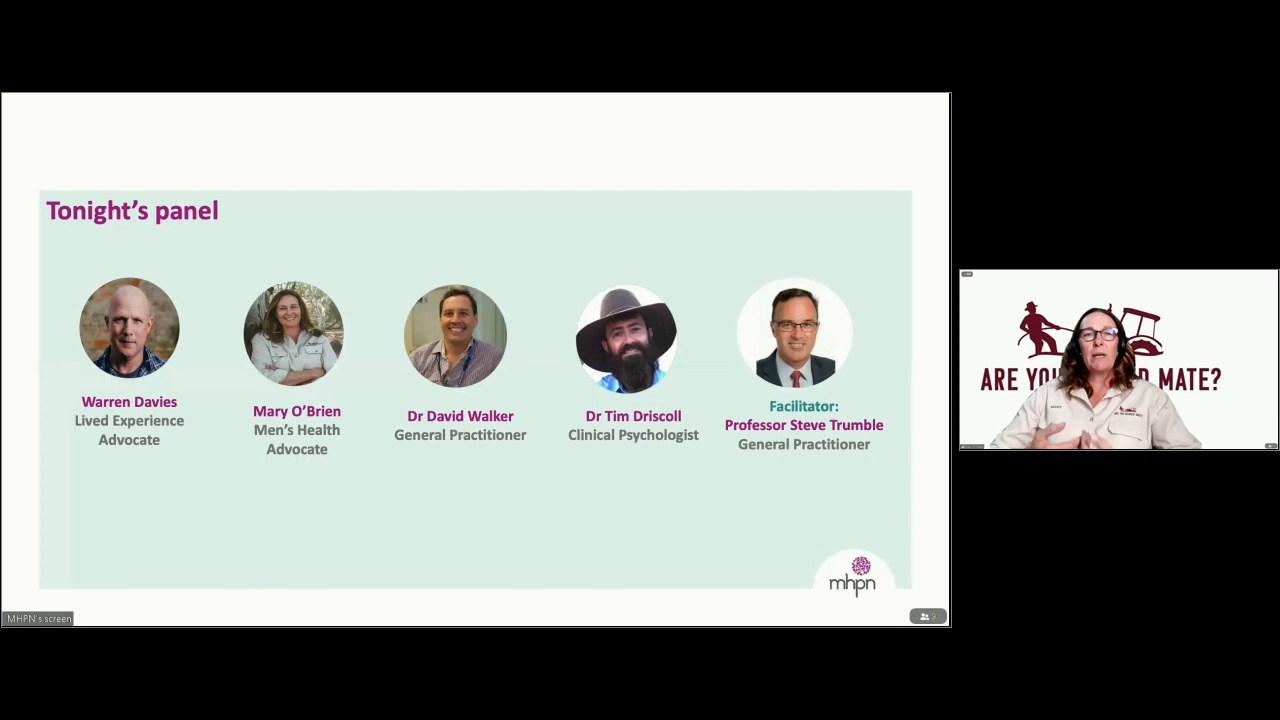 Tonight's panel
Warren Davies
Lived Experience
Advocate
Mary O'Brien
Men's Health
Advocate
Dr David Walker
General Practitioner
Dr Tim Driscoll
Clinical Psychologist
Facilitator:
Professor Steve Trumble
General Practitioner
mhpn
MHPN's screen
9
ARE YOU D MATE?